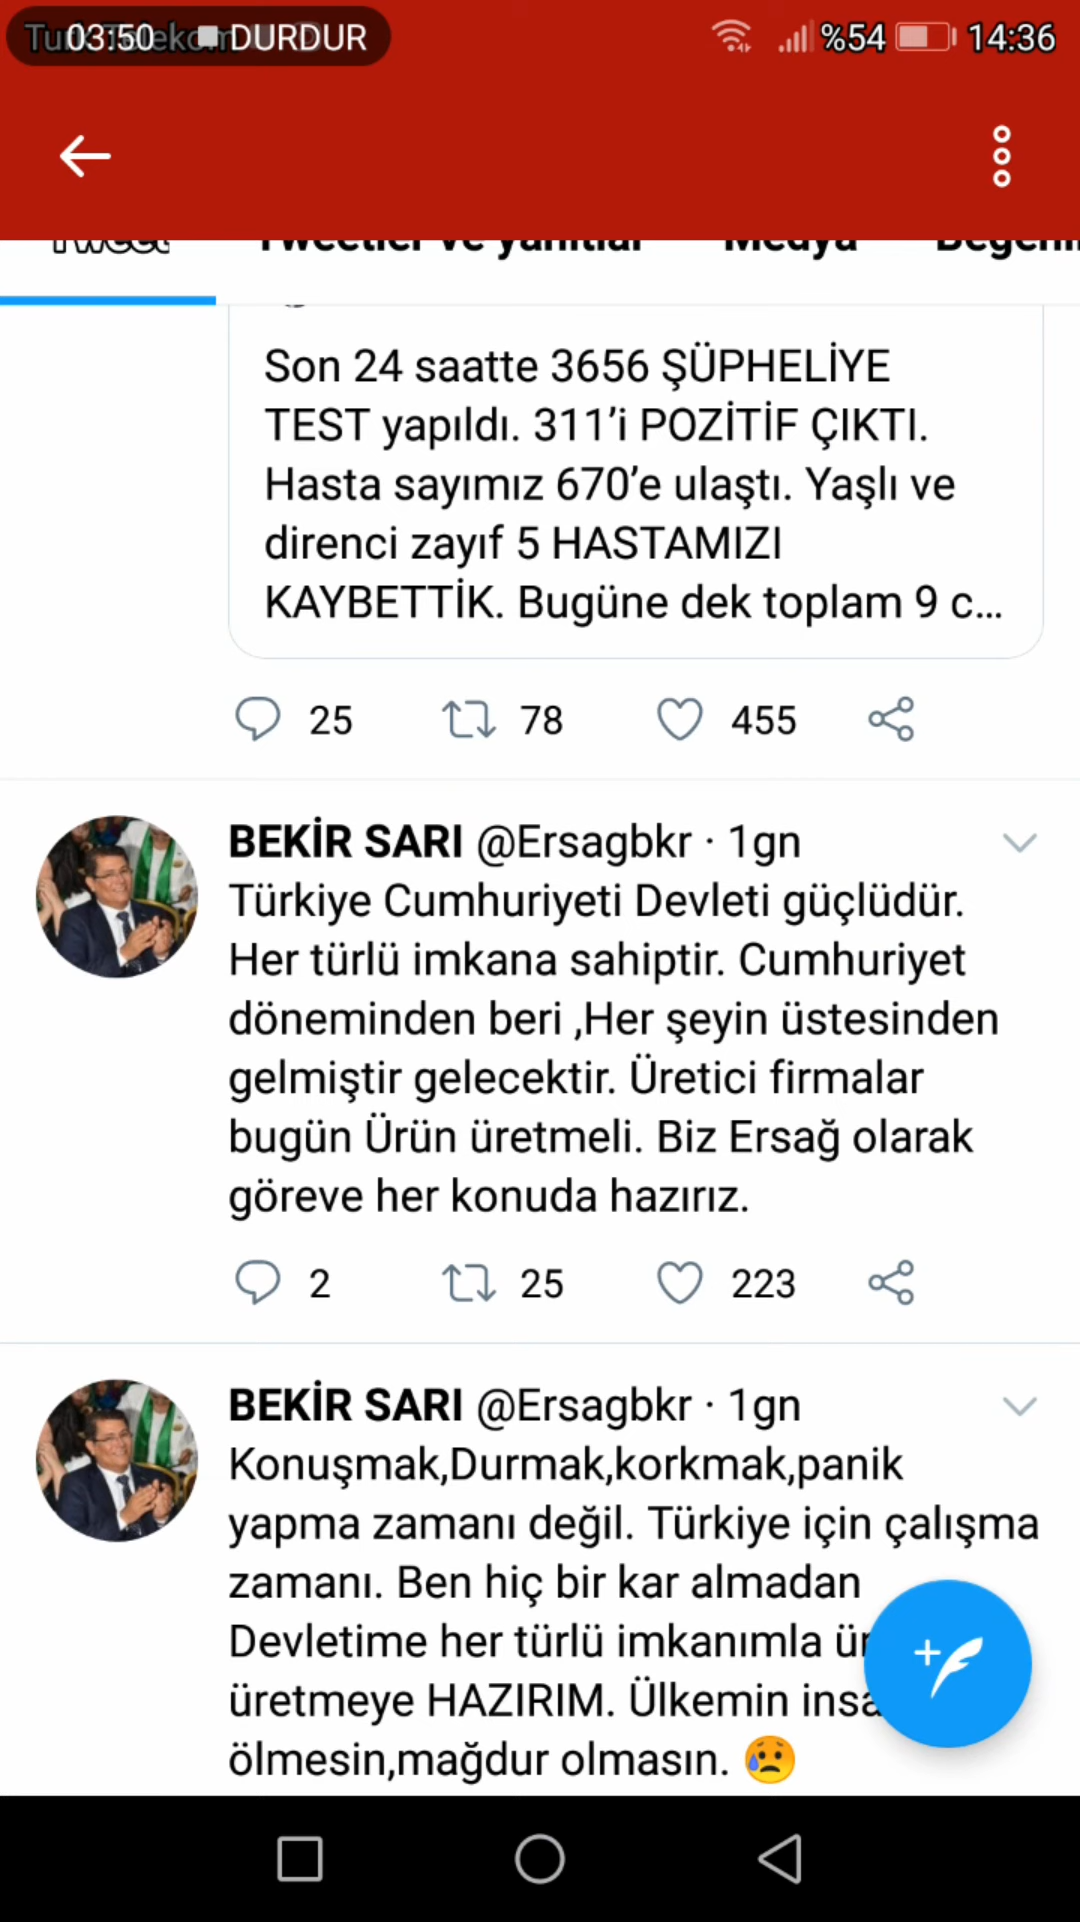 03:50 DURDUR %54 14:36
Tweet Tweetler ve yanıtlar Medya Beğeni
Son 24 saatte 3656 ŞÜPHELİYE
TEST yapıldı. 311’i POZİTİF ÇIKTI.
Hasta sayımız 670’e ulaştı. Yaşlı ve
direnci zayıf 5 HASTAMIZI
KAYBETTİK. Bugüne dek toplam 9 c...
25 78 455
BEKİR SARI @Ersagbkr · 1gn
Türkiye Cumhuriyeti Devleti güçlüdür.
Her türlü imkana sahiptir. Cumhuriyet
döneminden beri ,Her şeyin üstesinden
gelmiştir gelecektir. Üretici firmalar
bugün Ürün üretmeli. Biz Ersağ olarak
göreve her konuda hazırız.
2 25 223
BEKİR SARI @Ersagbkr · 1gn
Konuşmak,Durmak,korkmak,panik
yapma zamanı değil. Türkiye için çalışma
zamanı. Ben hiç bir kar almadan
Devletime her türlü imkanımla ür
üretmeye HAZIRIM. Ülkemin insa
ölmesin,mağdur olmasın. 😥